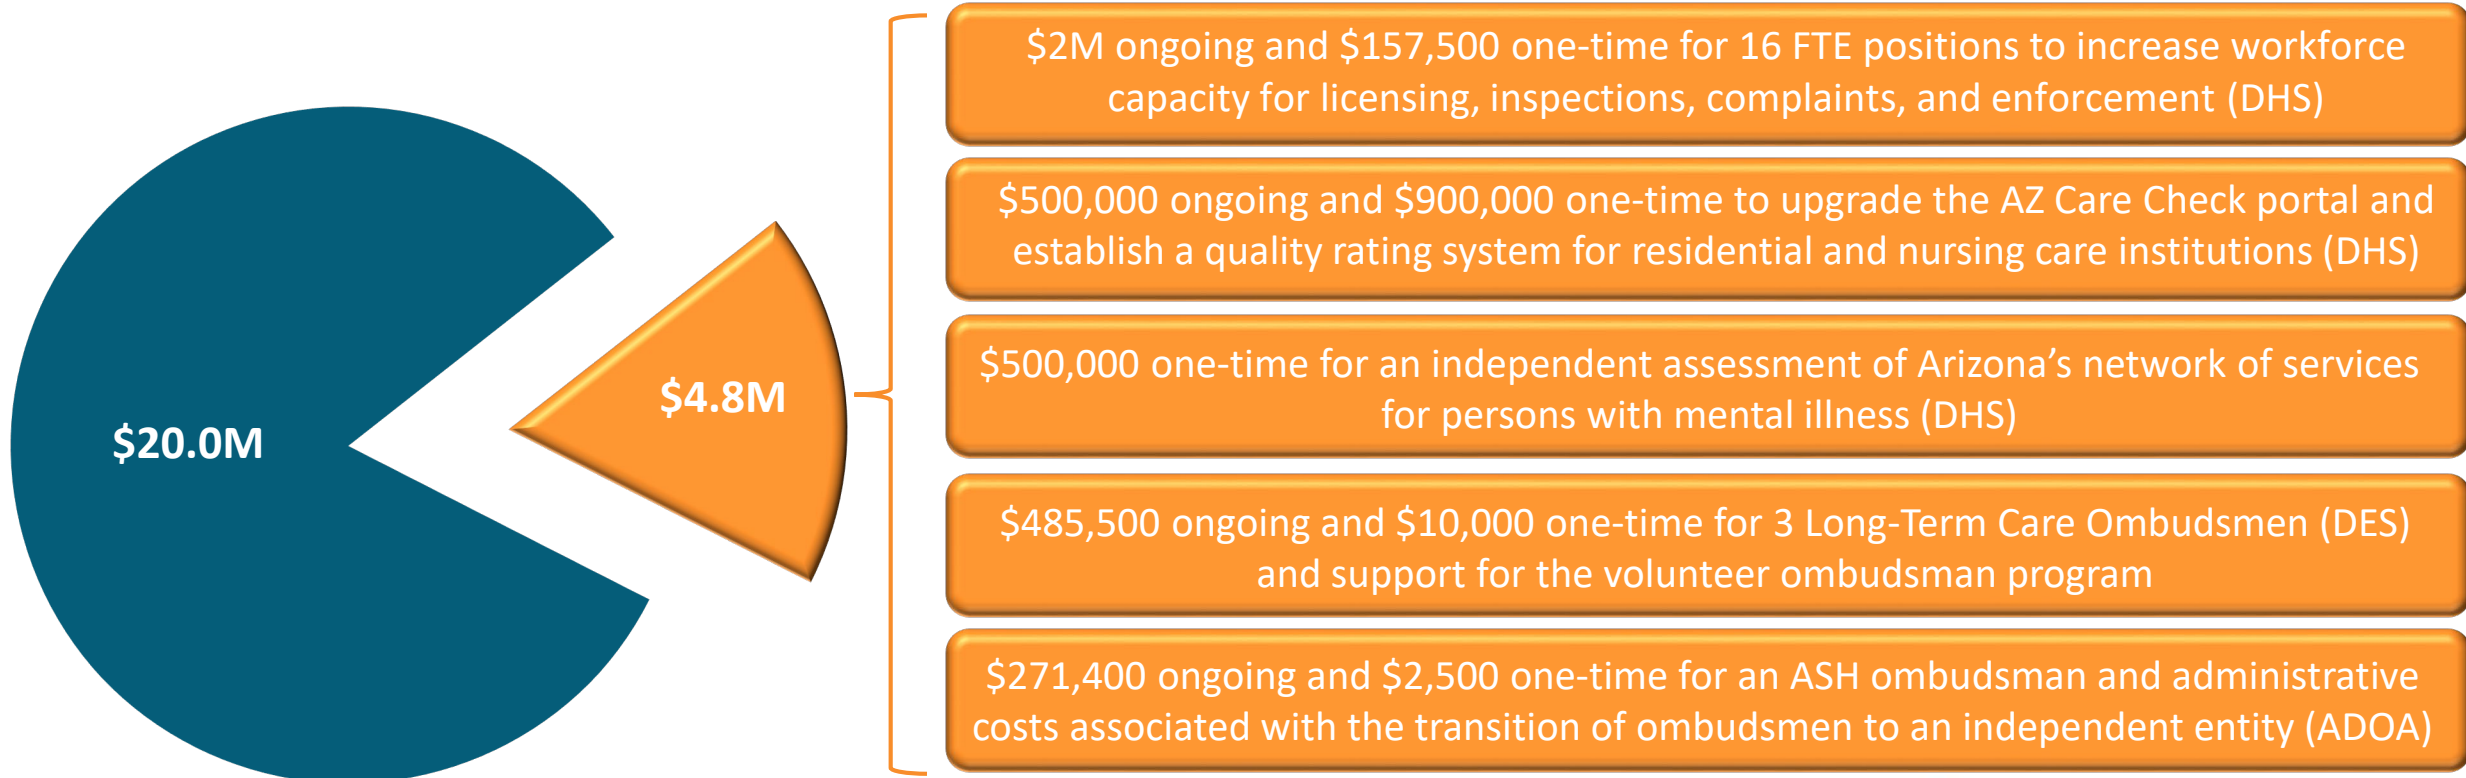 $20.0M
$4.8M
$2M ongoing and $157,500 one-time for 16 FTE positions to increase workforce
capacity for licensing, inspections, complaints, and enforcement (DHS)
$500,000 ongoing and $900,000 one-time to upgrade the AZ Care Check portal and
establish a quality rating system for residential and nursing care institutions (DHS)
$500,000 one-time for an independent assessment of Arizona’s network of services
for persons with mental illness (DHS)
$485,500 ongoing and $10,000 one-time for 3 Long-Term Care Ombudsmen (DES)
and support for the volunteer ombudsman program
$271,400 ongoing and $2,500 one-time for an ASH ombudsman and administrative
costs associated with the transition of ombudsmen to an independent entity (ADOA)